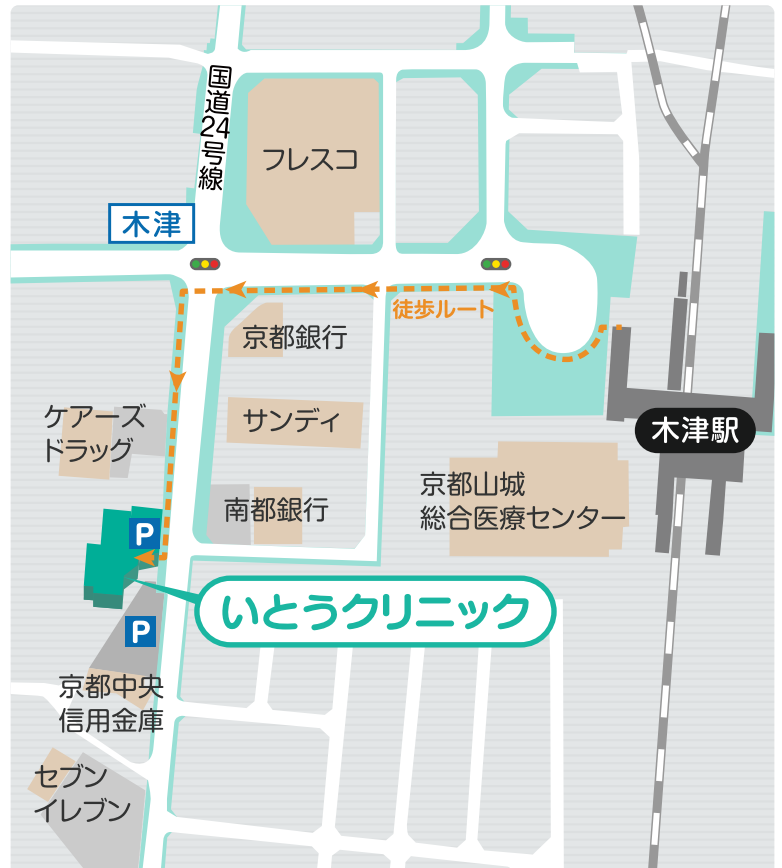 国道24号線
フレスコ
木津
徒歩ルート
京都銀行
サンディ
ケアーズ
ドラッグ
木津駅
京都山城
総合医療センター
南都銀行
P
いとうクリニック
P
京都中央
信用金庫
セブン
イレブン